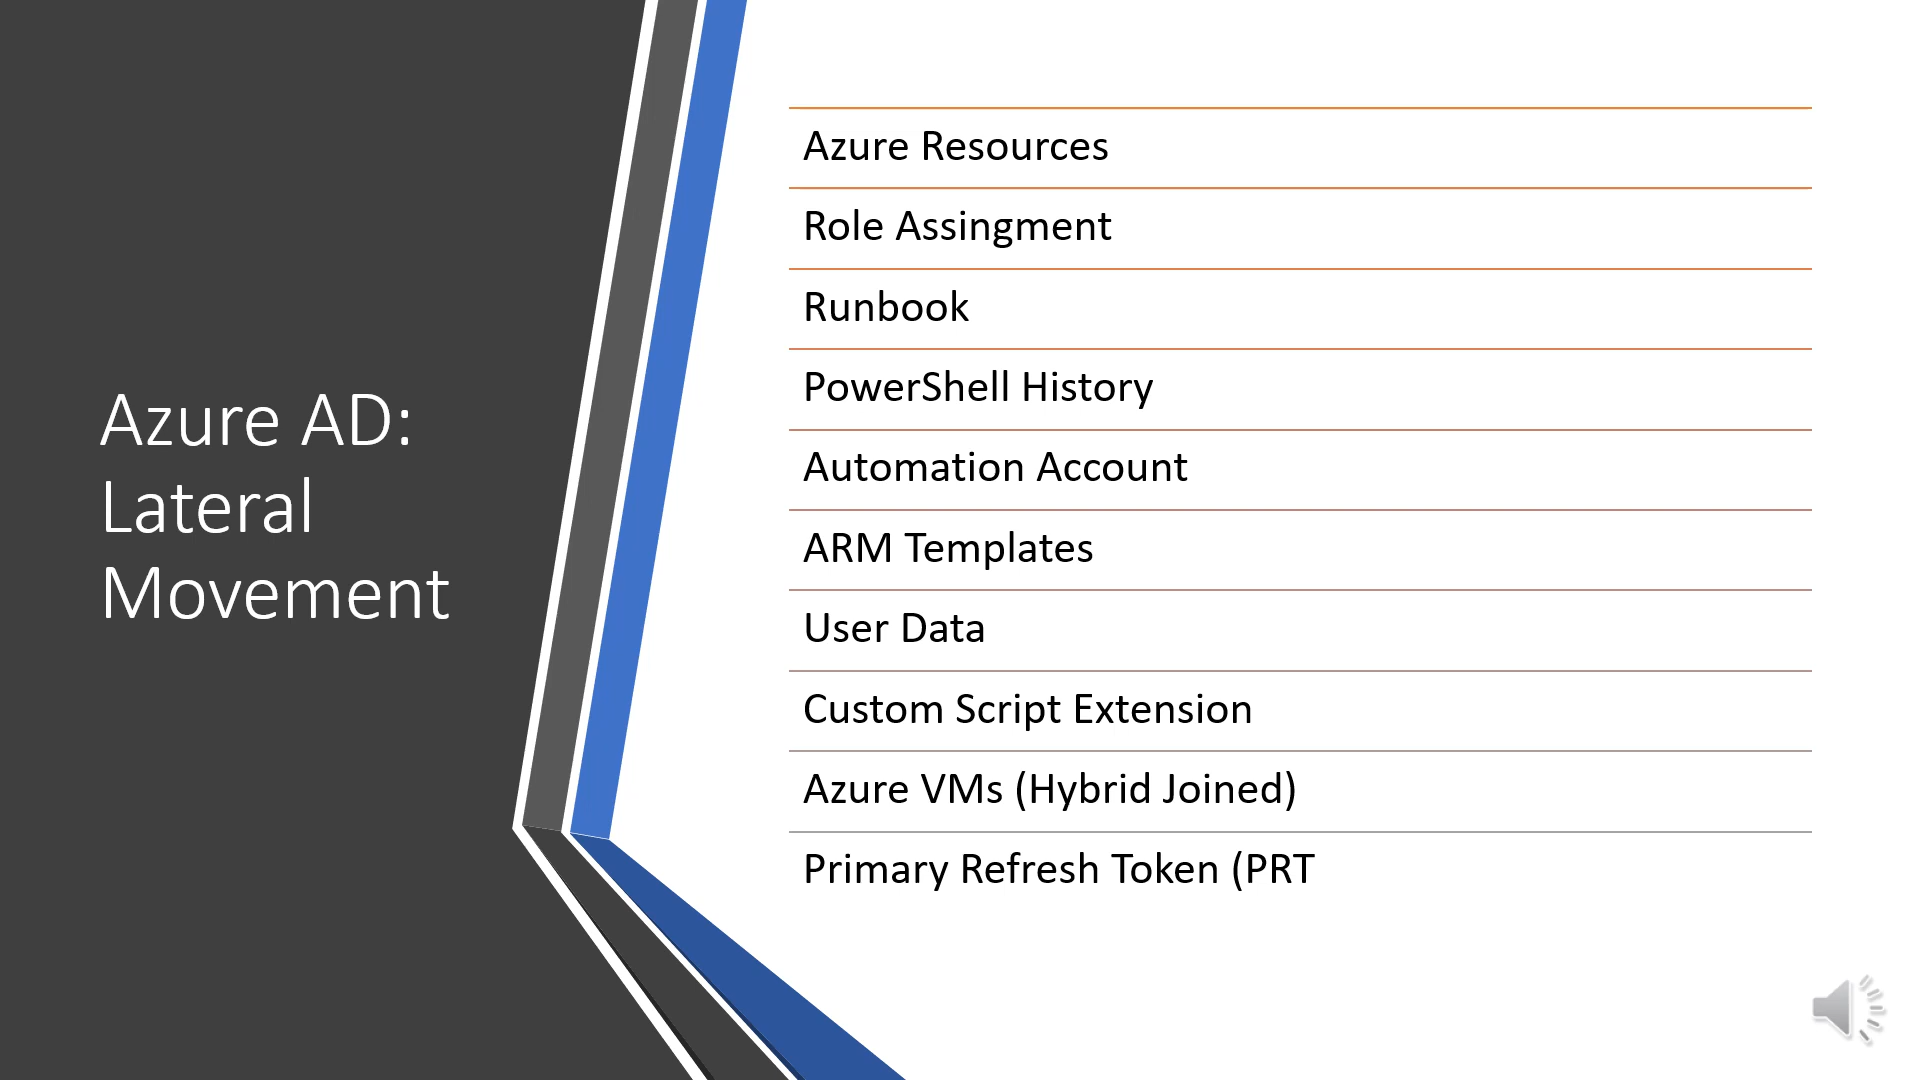 Azure AD:
Lateral
Movement
Azure Resources
Role Assingment
Runbook
PowerShell History
Automation Account
ARM Templates
User Data
Custom Script Extension
Azure VMs (Hybrid Joined)
Primary Refresh Token (PRT